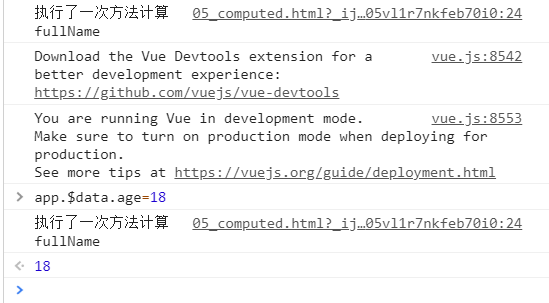 执行了一次方法计算 05_computed.html?_ij…05vl1r7nkfeb70i0:24
fullName
Download the Vue Devtools extension for a vue.js:8542
better development experience:
https://github.com/vuejs/vue-devtools
You are running Vue in development mode. vue.js:8553
Make sure to turn on production mode when deploying for
production.
See more tips at https://vuejs.org/guide/deployment.html
> app.$data.age=18
执行了一次方法计算 05_computed.html?_ij…05vl1r7nkfeb70i0:24
fullName
<· 18
>